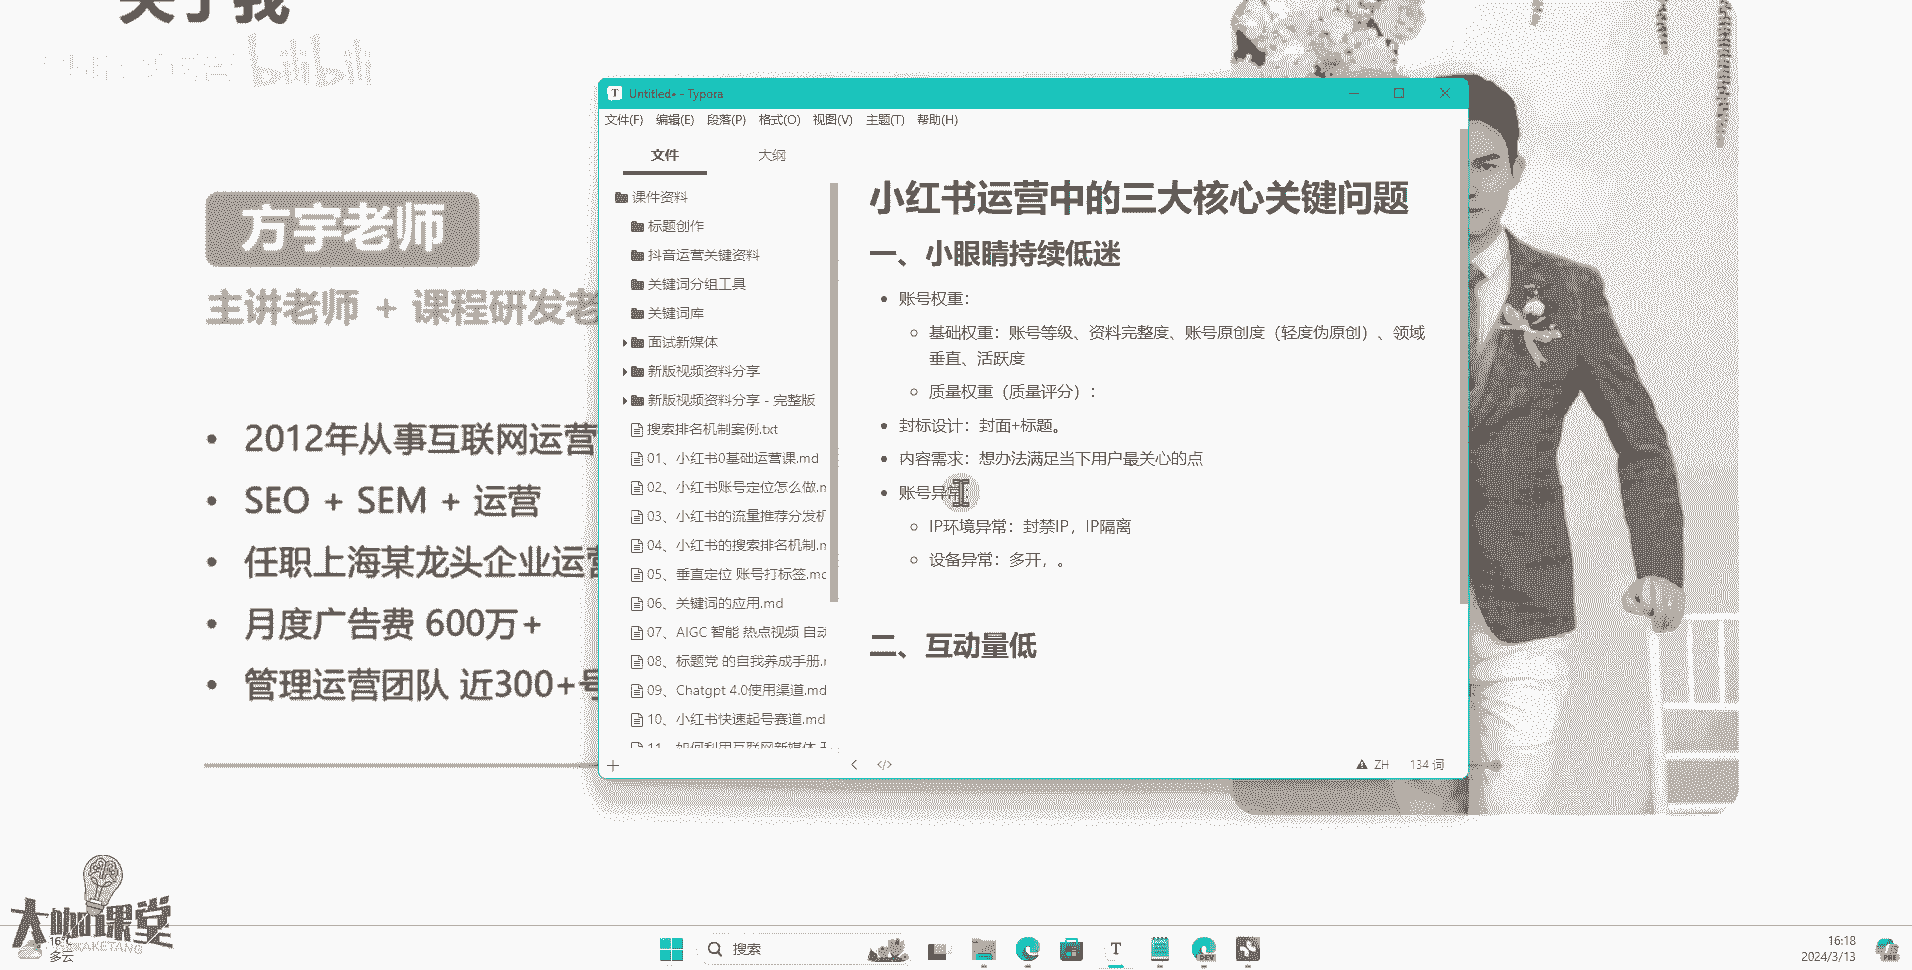 关于我
bilibili
方宇老师
主讲老师 + 课程研发老
2012年从事互联网运营
SEO + SEM + 运营
任职上海某龙头企业运营
月度广告费 600万+
管理运营团队 近300+号
Untitled• - Typora
文件(F) 编辑(E) 段落(P) 格式(O) 视图(V) 主题(T) 帮助(H)
文件 大纲
课件资料
标题创作
抖音运营关键资料
关键词分组工具
关键词库
面试新媒体
新版视频资料分享
新版视频资料分享 - 完整版
搜索排名机制案例.txt
01、小红书0基础运营课.md
02、小红书账号定位怎么做.m
03、小红书的流量推荐分发机
04、小红书的搜索排名机制.m
05、垂直定位 账号打标签.md
06、关键词的应用.md
07、AIGC 智能 热点视频 自动
08、标题党 的自我养成手册.m
09、Chatgpt 4.0使用渠道.md
10、小红书快速起号赛道.md
11、如何利用互联网新媒体
小红书运营中的三大核心关键问题
一、小眼睛持续低迷
账号权重：
基础权重：账号等级、资料完整度、账号原创度（轻度伪原创）、领域
垂直、活跃度
质量权重（质量评分）：
封标设计：封面+标题。
内容需求：想办法满足当下用户最关心的点
账号异常：
IP环境异常：封禁IP，IP隔离
设备异常：多开，。
二、互动量低
ZH 134 词
大咖课堂
DAKAKETANG
16°C
多云
搜索
16:18
2024/3/13